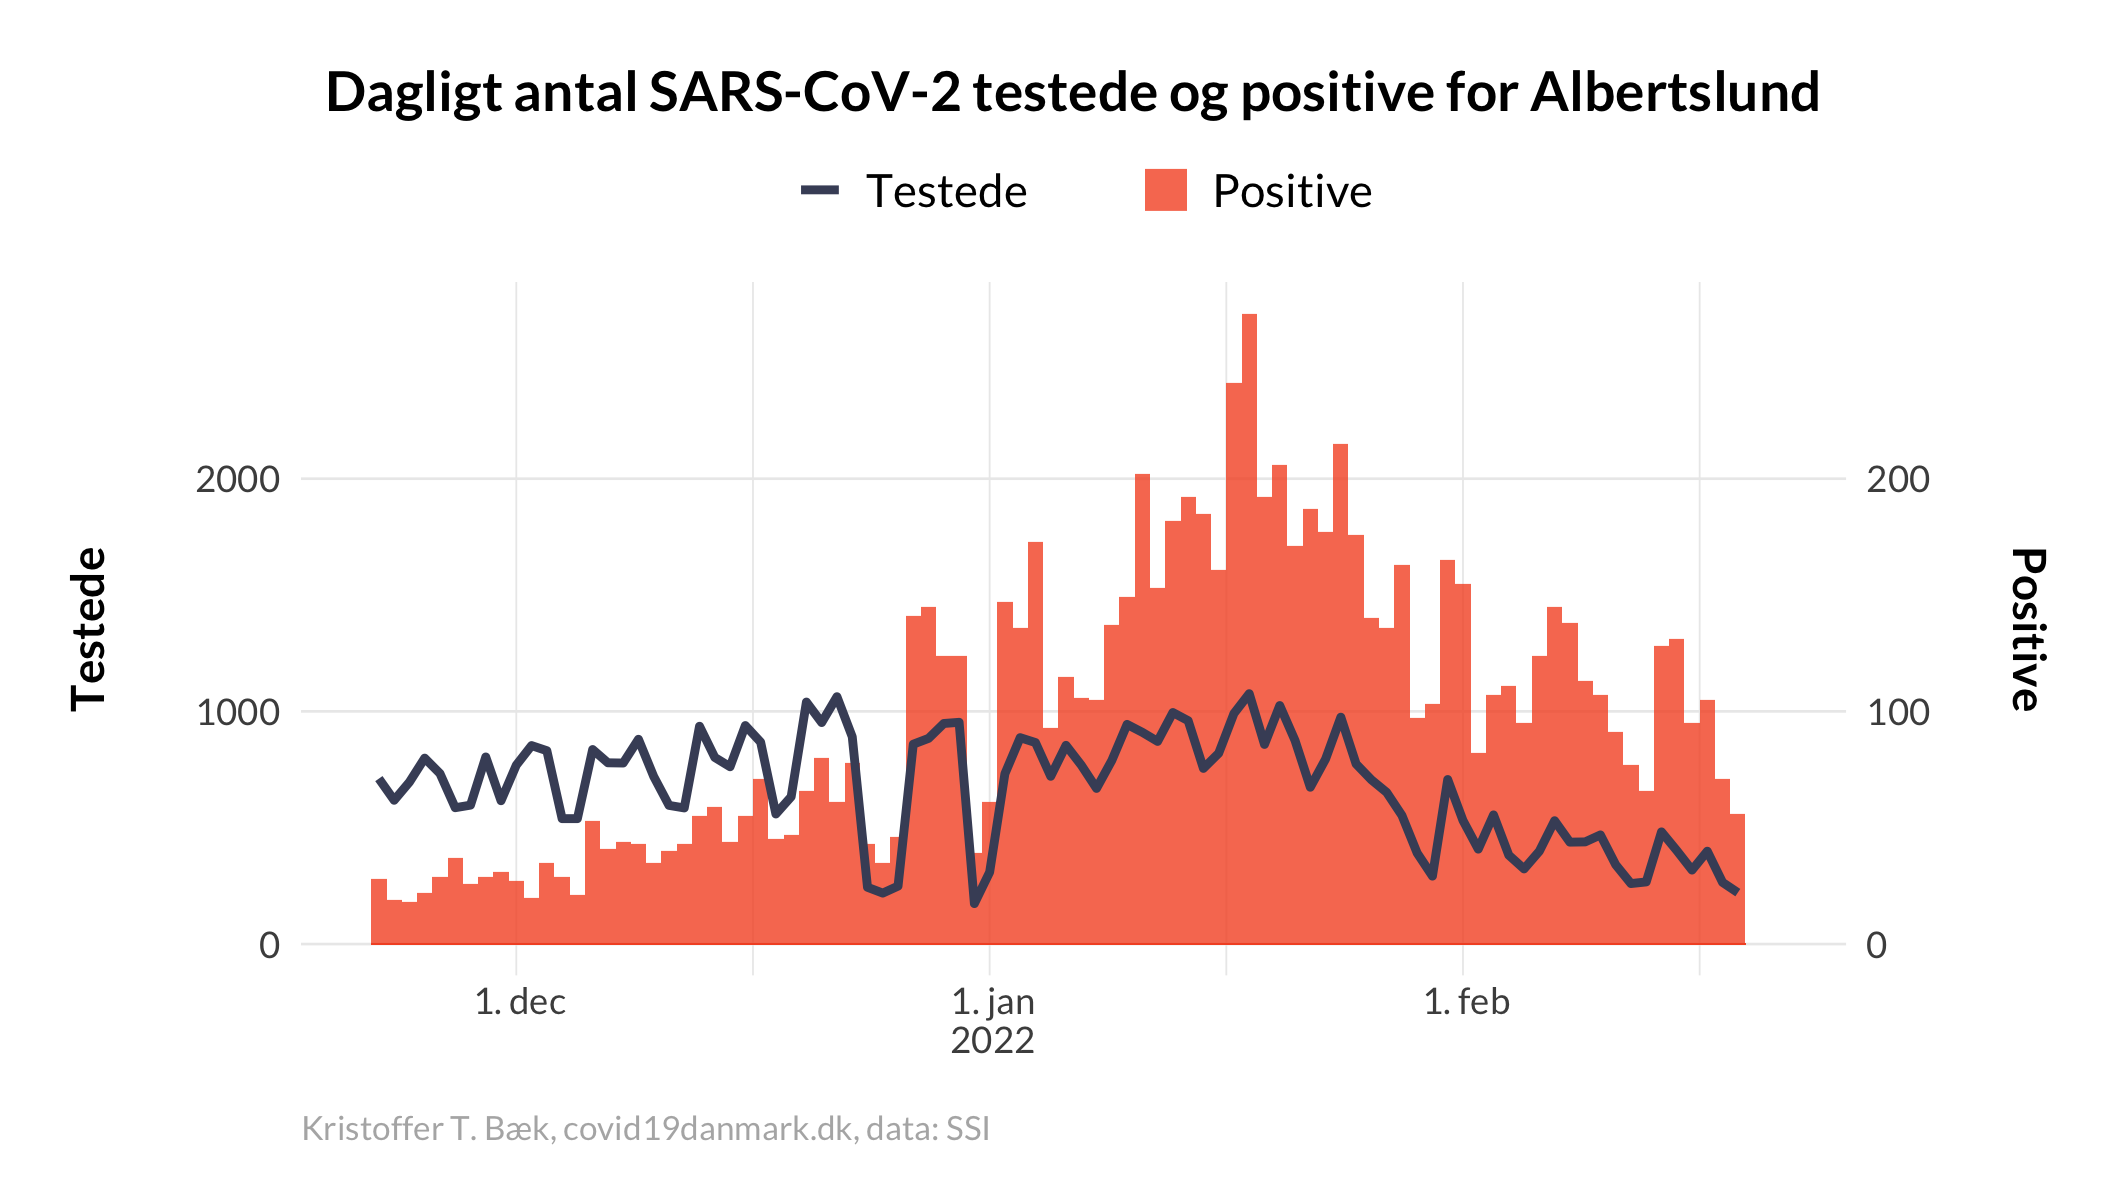 Dagligt antal SARS-CoV-2 testede og positive for Albertslund
Testede
Positive
2000
1000
0
Testede
200
100
0
Positive
1. dec
1. jan
2022
1. feb
Kristoffer T. Bæk, covid19danmark.dk, data: SSI